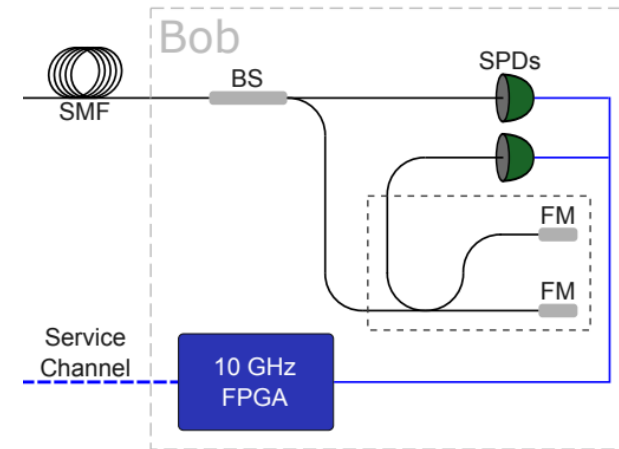 Bob
SPDs
BS
SMF
FM
FM
Service
Channel
10 GHz
FPGA